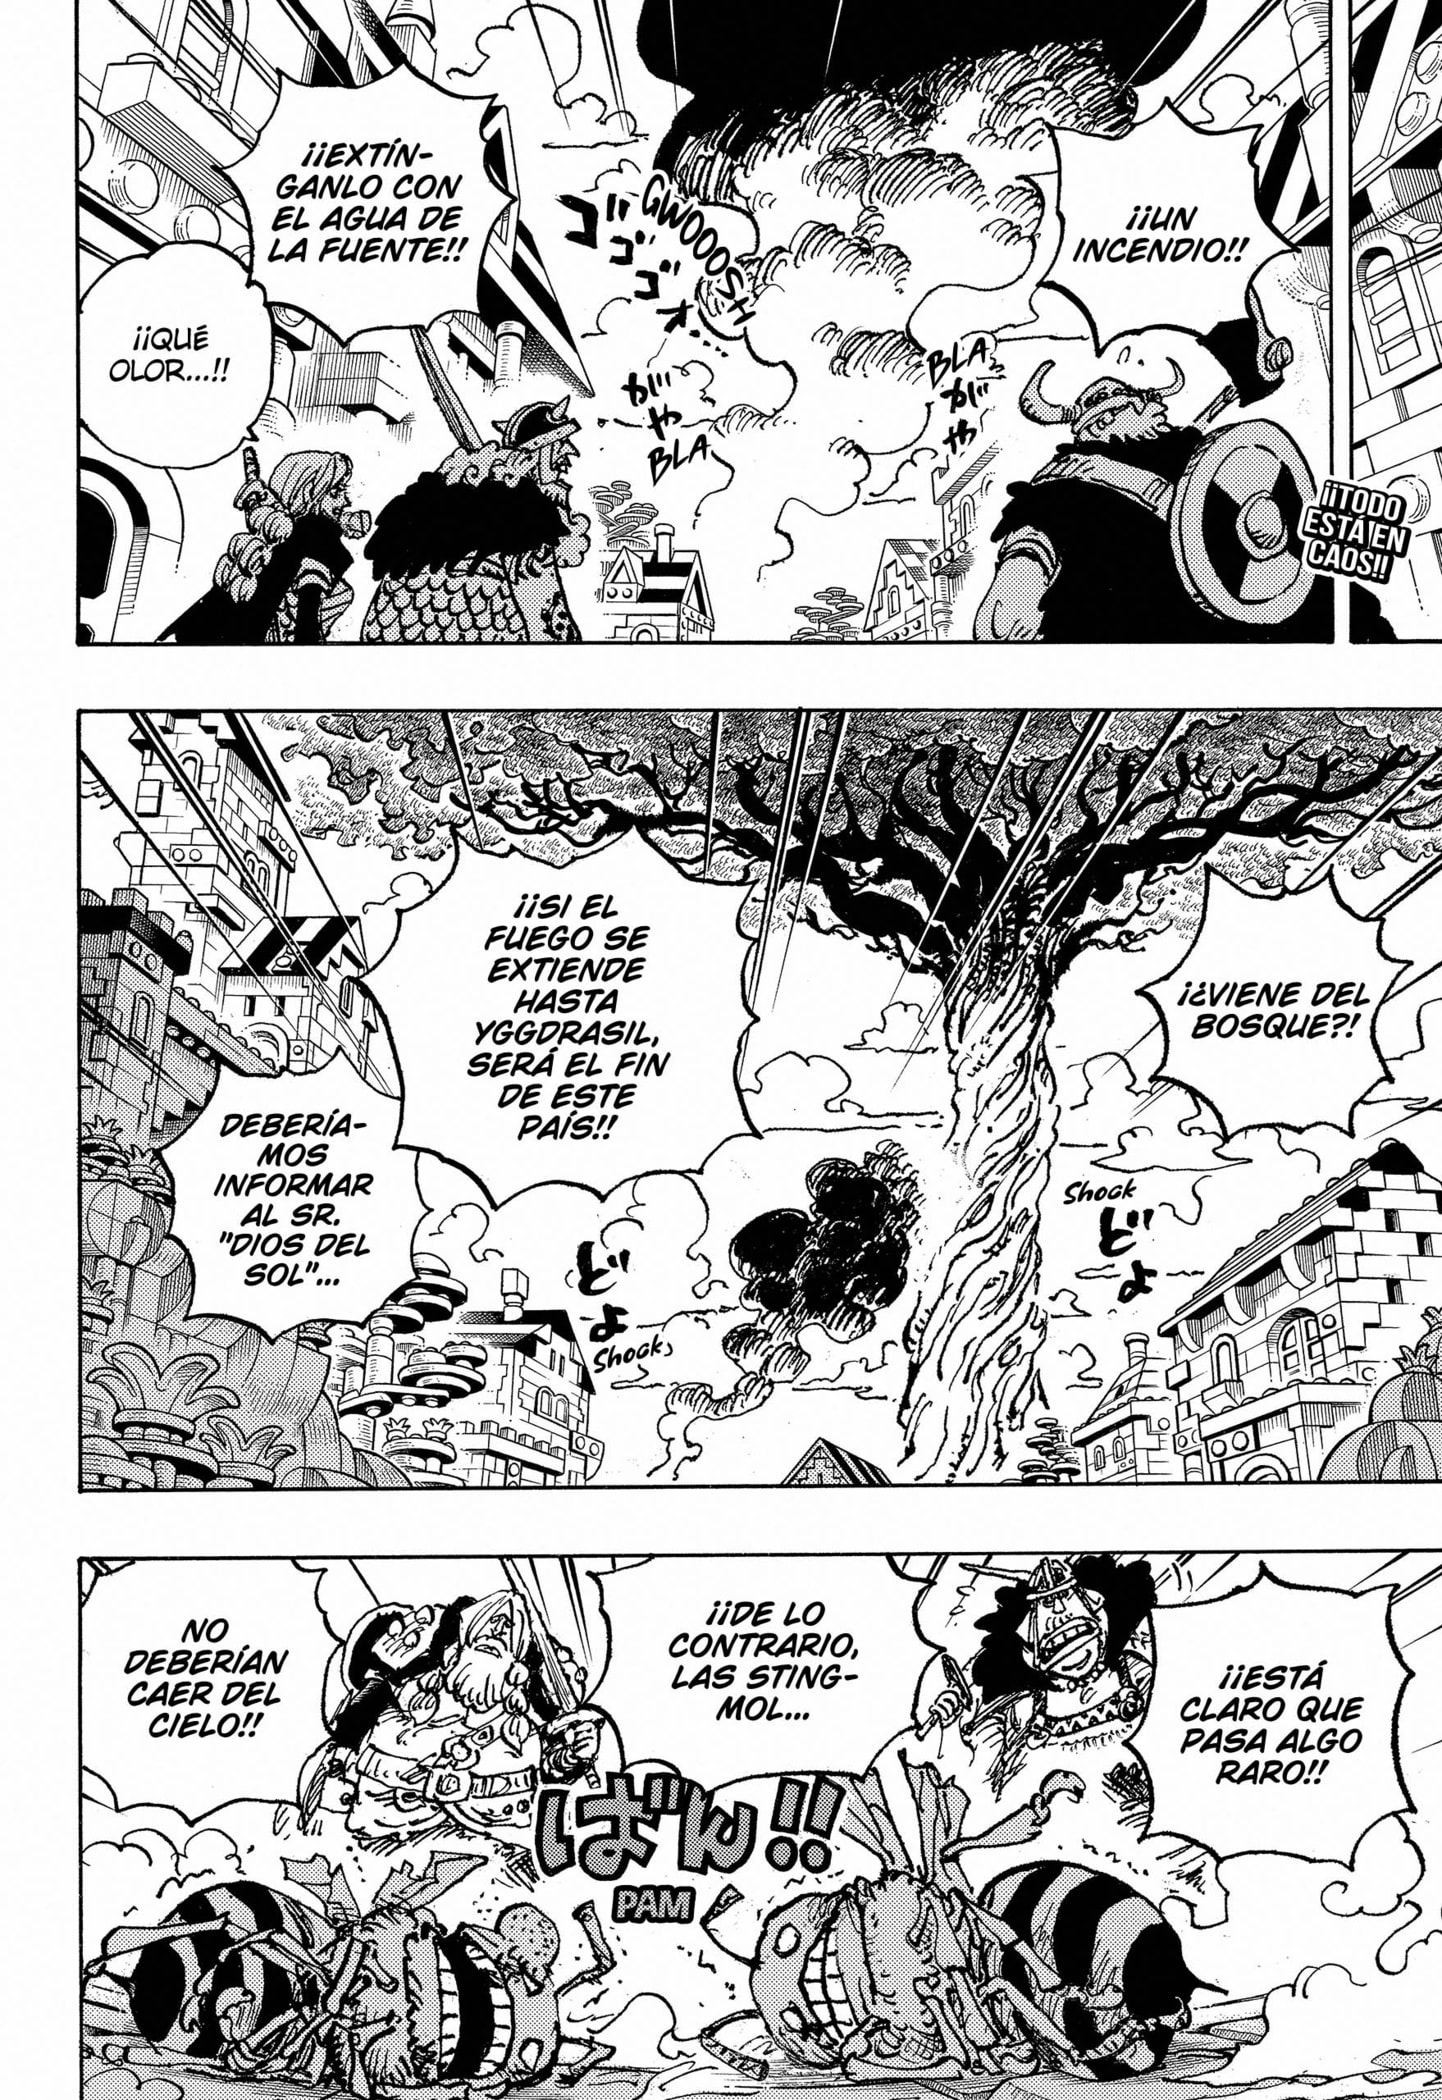 ¡¡UN
INCENDIO!!
¡¡EXTÍN-
GANLO CON
EL AGUA DE
LA FUENTE!!
¡¡QUÉ
OLOR...!!
GWOOOSH
ゴゴゴゴォ……
BLA
がや
がや
BLA
¡¡TODO
ESTÁ EN
CAOS!!
¡¿VIENE DEL
BOSQUE?!
¡¡SI EL
FUEGO SE
EXTIENDE
HASTA
YGGDRASIL,
SERÁ EL FIN
DE ESTE
PAÍS!!
DEBERÍA-
MOS
INFORMAR
AL SR.
"DIOS DEL
SOL"...
Shock
どよ
どよ
Shock
¡¡ESTÁ
CLARO QUE
PASA ALGO
RARO!!
¡¡DE LO
CONTRARIO,
LAS STING-
MOL...
NO
DEBERÍAN
CAER DEL
CIELO!!
ばん!!
PAM